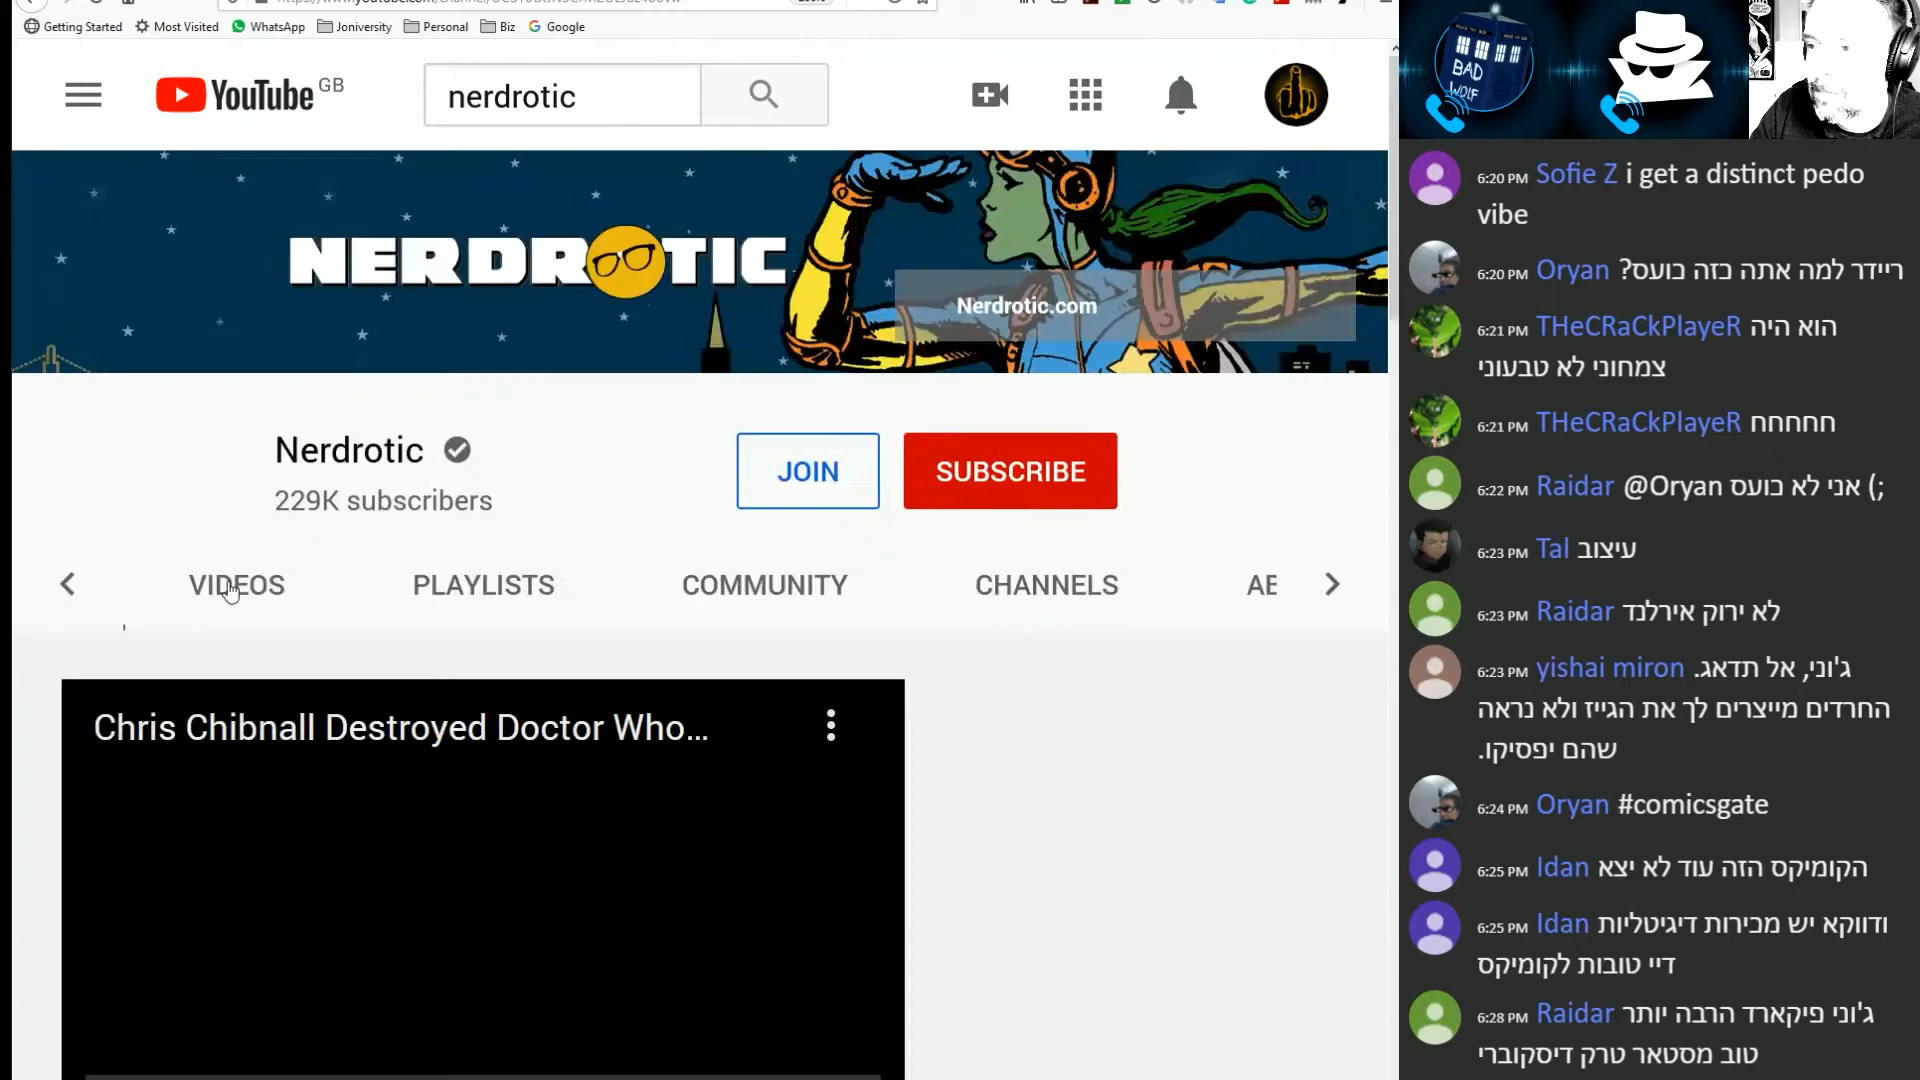 Getting Started Most Visited WhatsApp Joniversity Personal Biz Google
YouTube GB
nerdrotic
NERDROTIC
Nerdrotic.com
Nerdrotic
229K subscribers
JOIN
SUBSCRIBE
VIDEOS PLAYLISTS COMMUNITY CHANNELS AB
Chris Chibnall Destroyed Doctor Who...
BAD
WOLF
6:20 PM Sofie Z i get a distinct pedo
vibe
6:20 PM Oryan ריידר למה אתה כזה כועס?
6:21 PM THeCRaCkPlayeR הוא היה
צמחוני לא טבעוני
6:21 PM THeCRaCkPlayeR חחחחח
6:22 PM Raidar @Oryan אני לא כועס (;
6:23 PM Tal עיצוב
6:23 PM Raidar לא ירוק אירלנד
6:23 PM yishai miron ג'וני, אל תדאג.
החרדים מייצרים לך את הגייז ולא נראה
שהם יפסיקו.
6:24 PM Oryan #comicsgate
6:25 PM Idan הקומיקס הזה עוד לא יצא
6:25 PM Idan ודווקא יש מכירות דיגיטליות
דיי טובות לקומיקס
6:28 PM Raidar ג'וני פיקארד הרבה יותר
טוב מסטאר טרק דיסקוברי